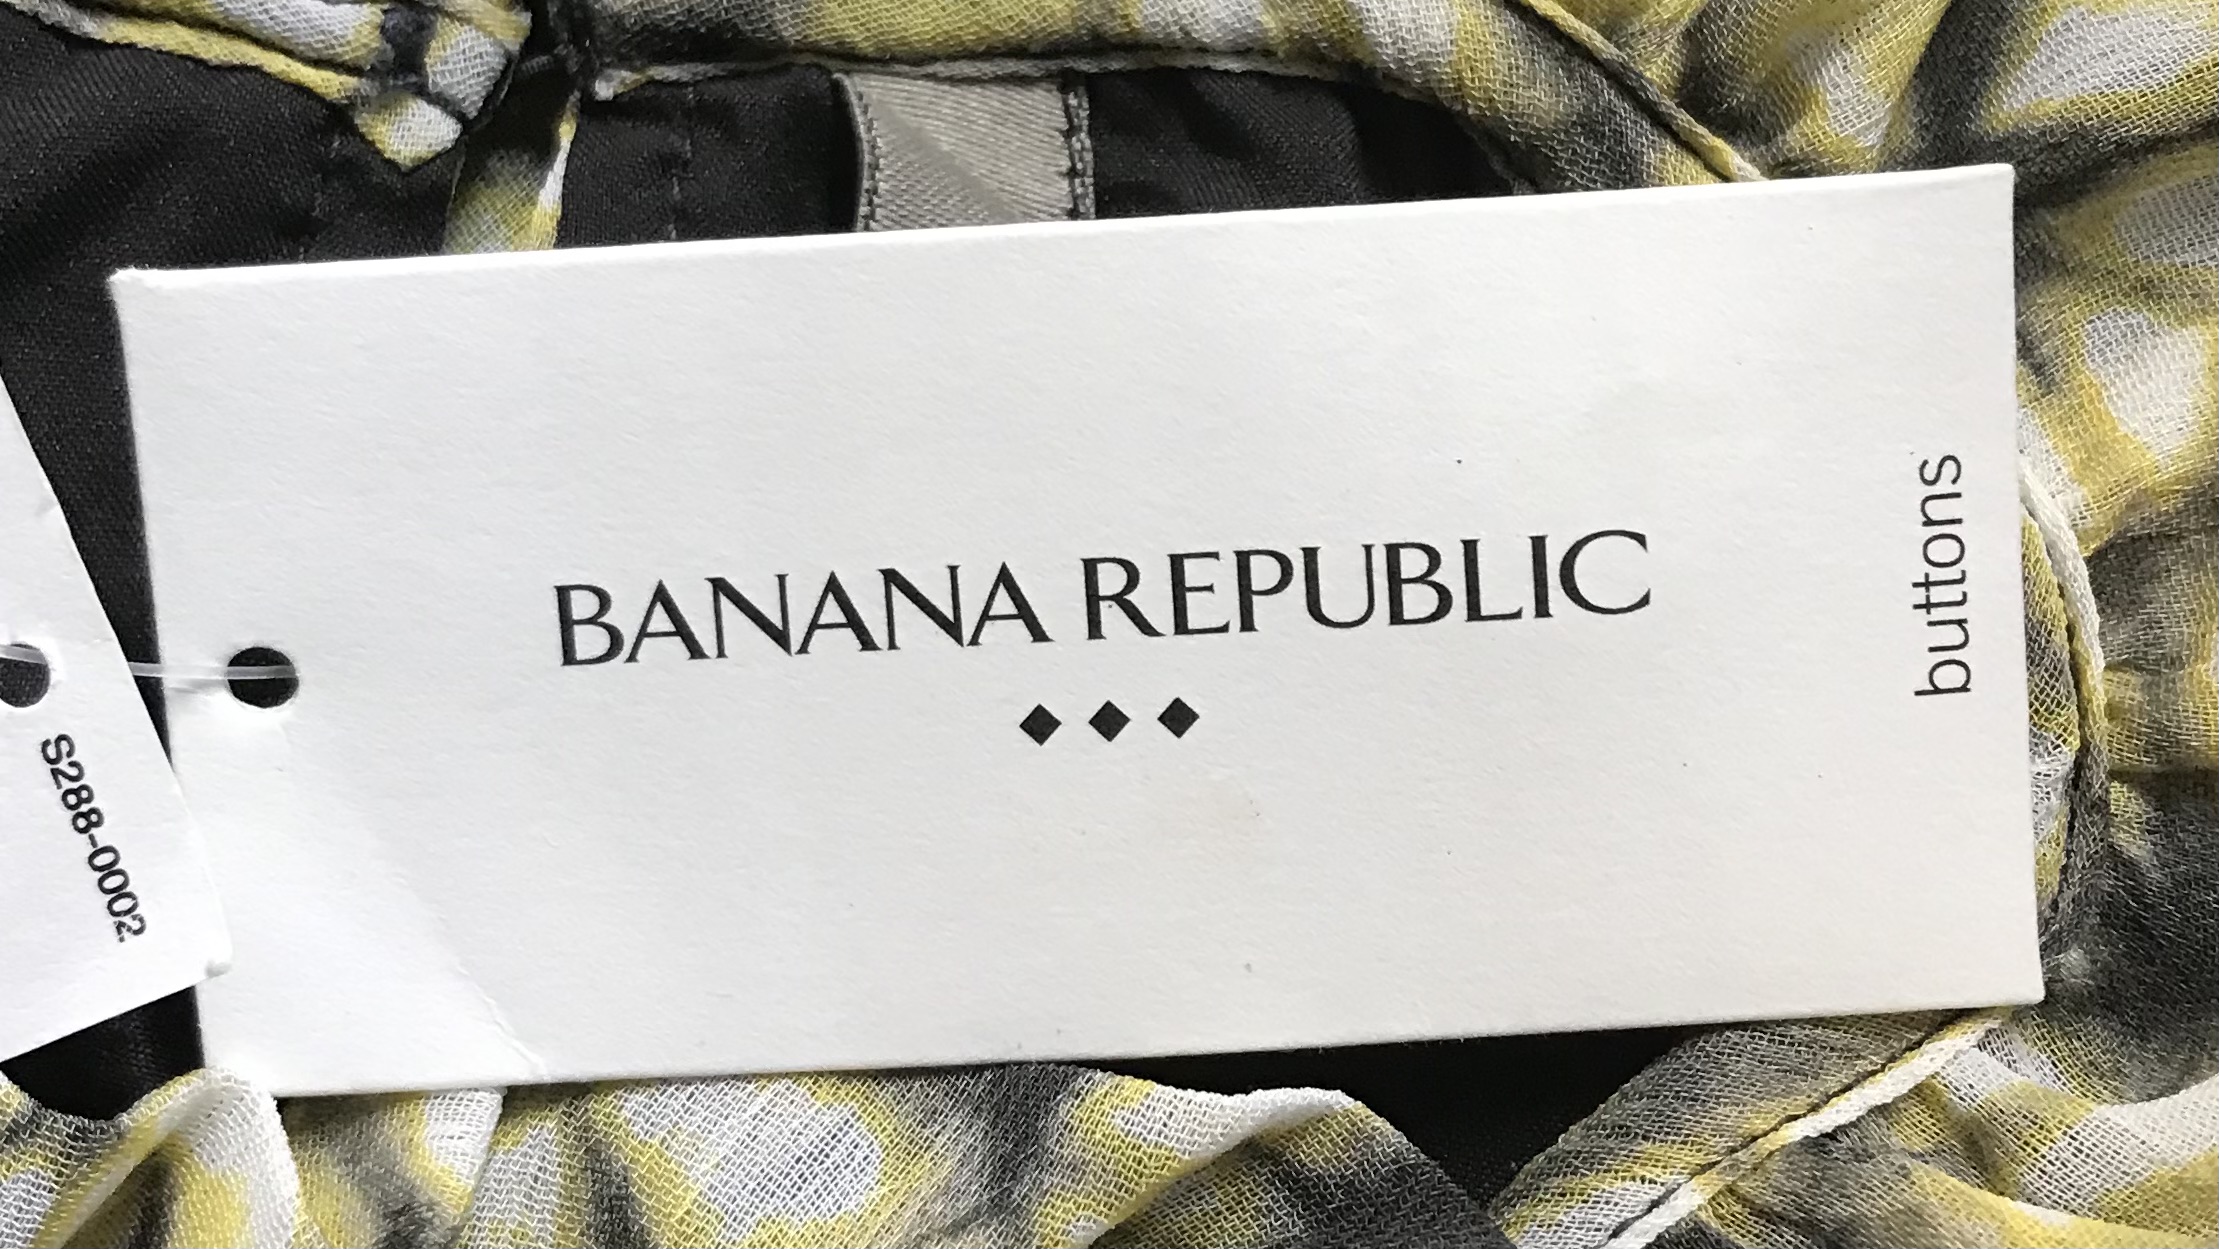 BANANA REPUBLIC
buttons
S288-0002